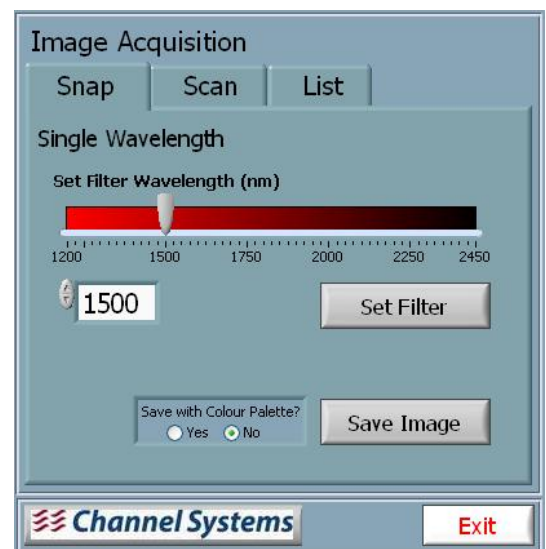 Image Acquisition
Snap Scan List
Single Wavelength
Set Filter Wavelength (nm)
1200 1500 1750 2000 2250 2450
1500
Set Filter
Save with Colour Palette?
Yes No
Save Image
Channel Systems
Exit